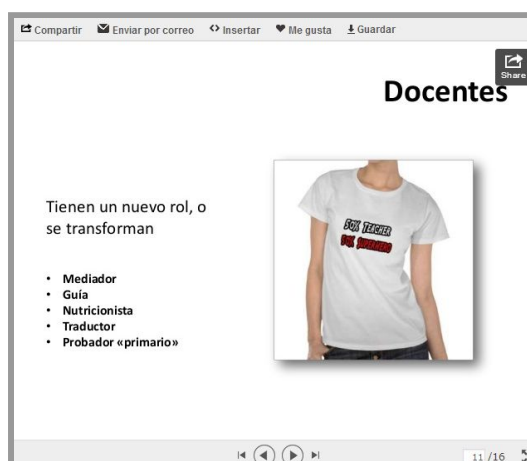 Compartir Enviar por correo Insertar Me gusta Guardar
Share
Docentes
Tienen un nuevo rol, o
se transforman
• Mediador
• Guía
• Nutricionista
• Traductor
• Probador «primario»
50% TEACHER
50% SUPERHERO
11 /16